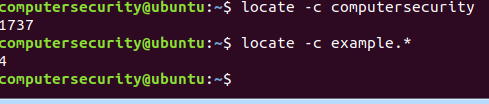 computersecurity@ubuntu:~$ locate -c computersecurity
1737
computersecurity@ubuntu:~$ locate -c example.*
4
computersecurity@ubuntu:~$